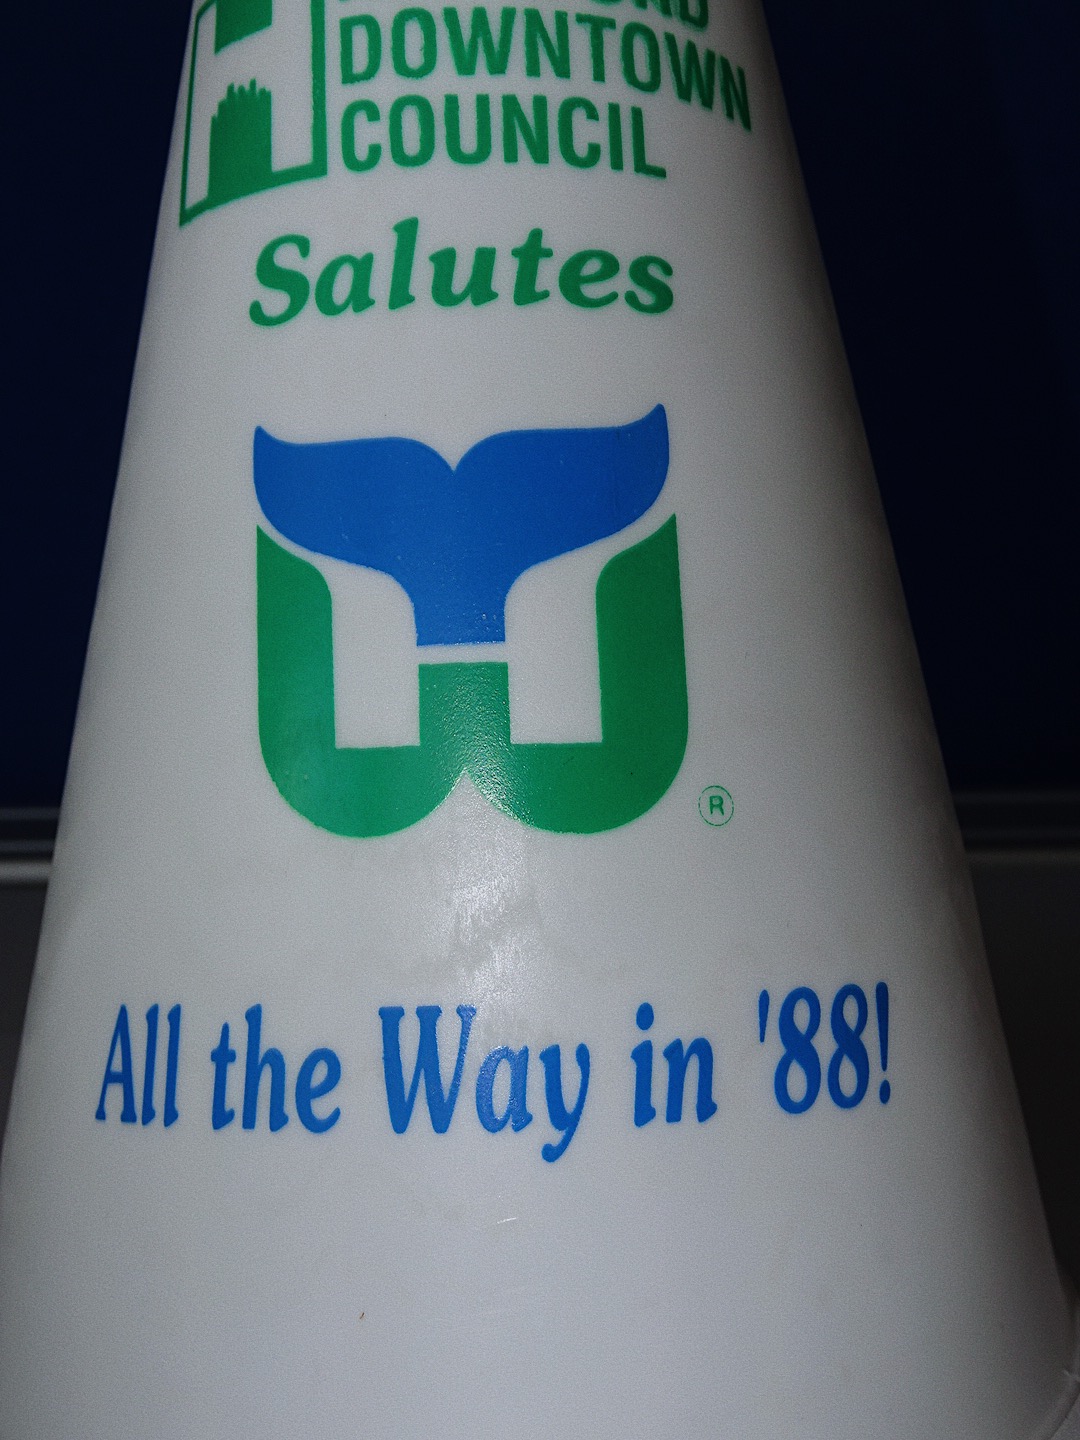 DOWNTOWN
COUNCIL
Salutes
®
All the Way in '88!